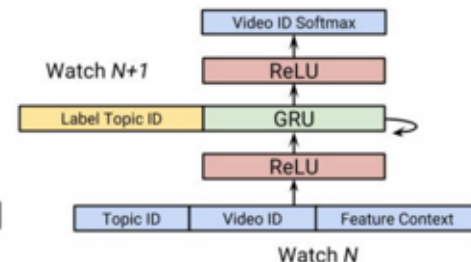 Video ID Softmax
Watch N+1
ReLU
Label Topic ID GRU
ReLU
Topic ID Video ID Feature Context
Watch N